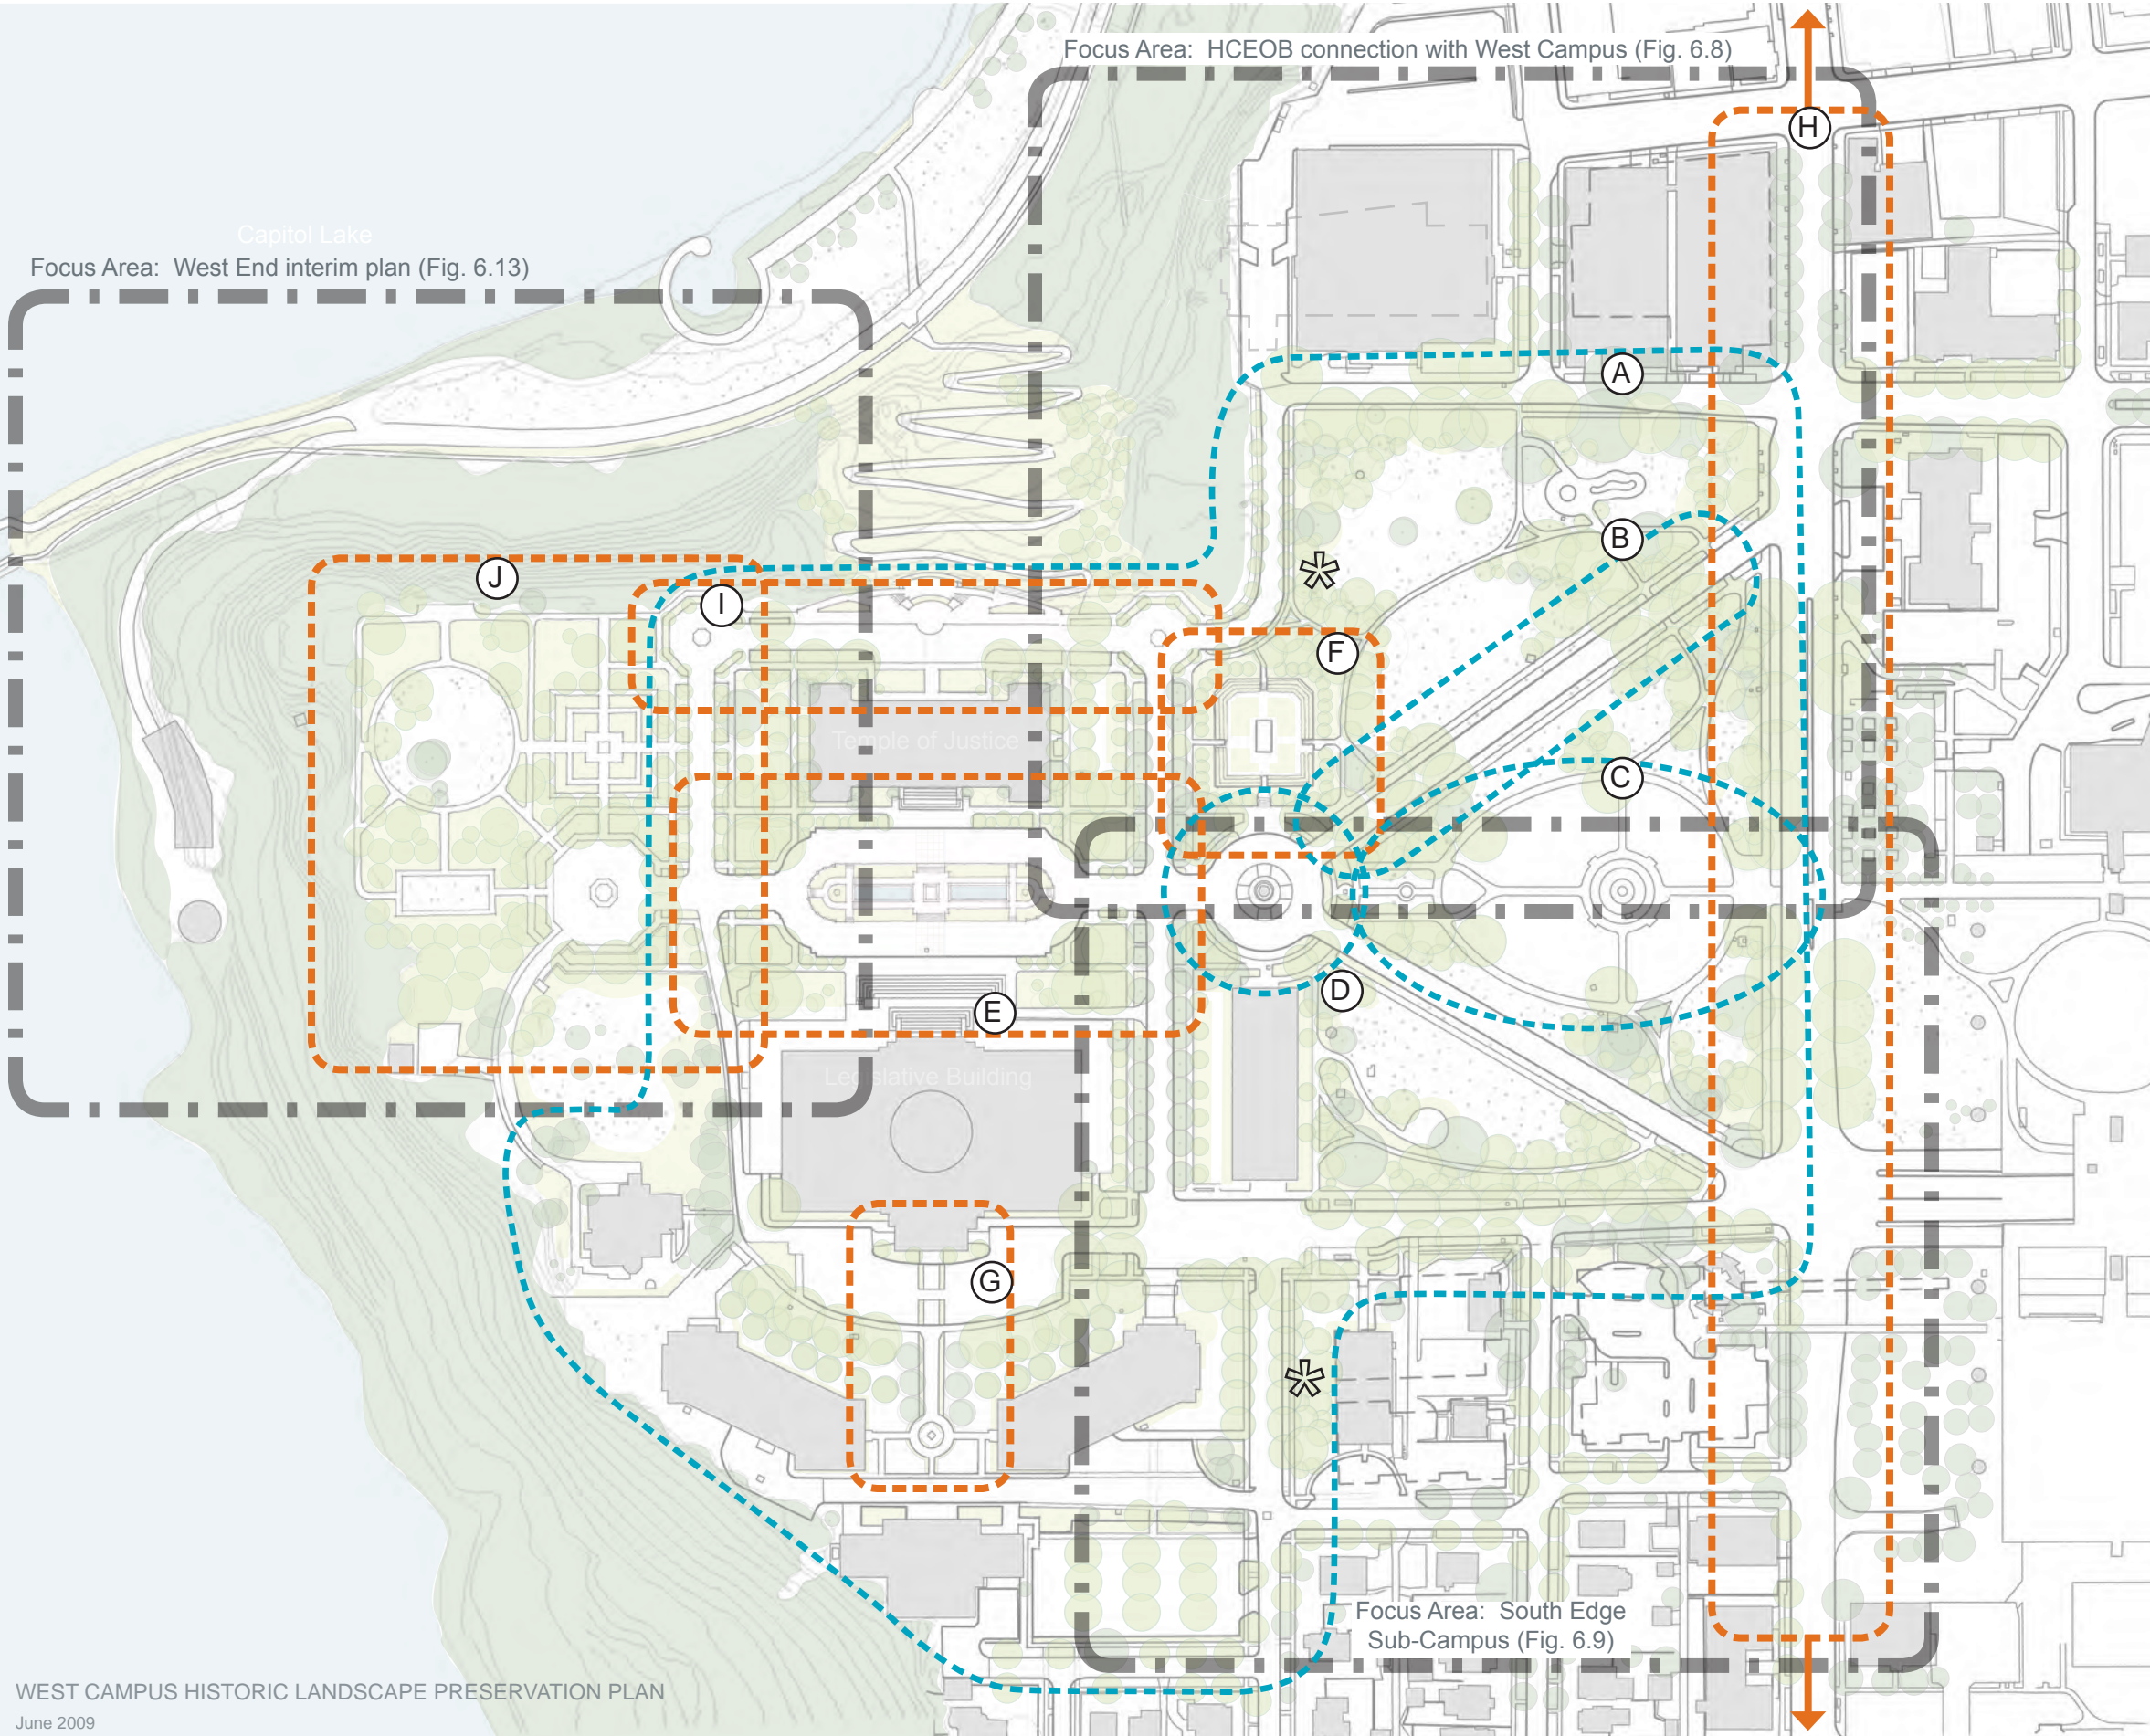 Focus Area: HCEOB connection with West Campus (Fig. 6.8)
H
Capitol Lake
Focus Area: West End interim plan (Fig. 6.13)
A
B
J
I
F
Temple of Justice
C
D
E
Legislative Building
G
Focus Area: South Edge
Sub-Campus (Fig. 6.9)
WEST CAMPUS HISTORIC LANDSCAPE PRESERVATION PLAN
June 2009